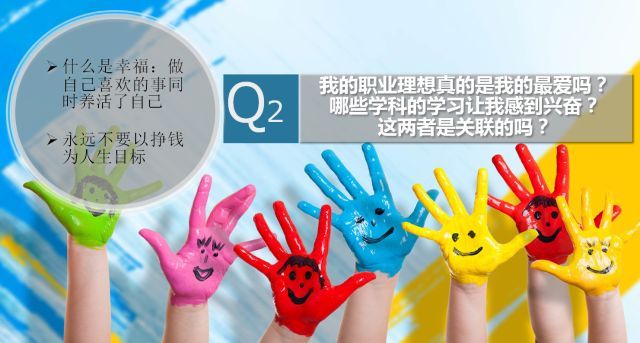 ➢什么是幸福：做
自己喜欢的事同
时养活了自己
➢永远不要以挣钱
为人生目标
Q2
我的职业理想真的是我的最爱吗？
哪些学科的学习让我感到兴奋？
这两者是关联的吗？